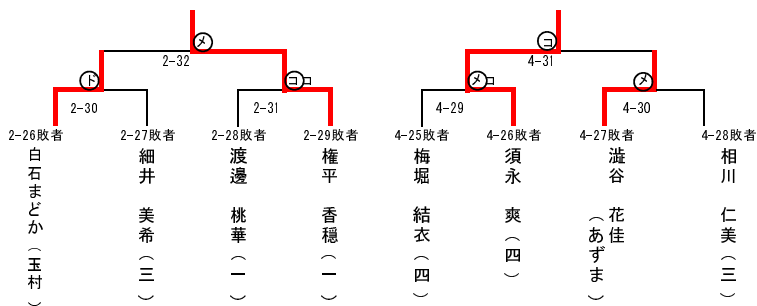 メ
コ
2-32
4-31
ド
コ
コ
メ
コ
メ
2-30
2-31
4-29
4-30
2-26敗者
2-27敗者
2-28敗者
2-29敗者
4-25敗者
4-26敗者
4-27敗者
4-28敗者
白石まどか(玉村)
細井 美希(三)
渡邊 桃華(一)
権平 香穏(一)
梅堀 結衣(四)
須永 爽(四)
澁谷 花佳
(あずま)
相川 仁美(三)